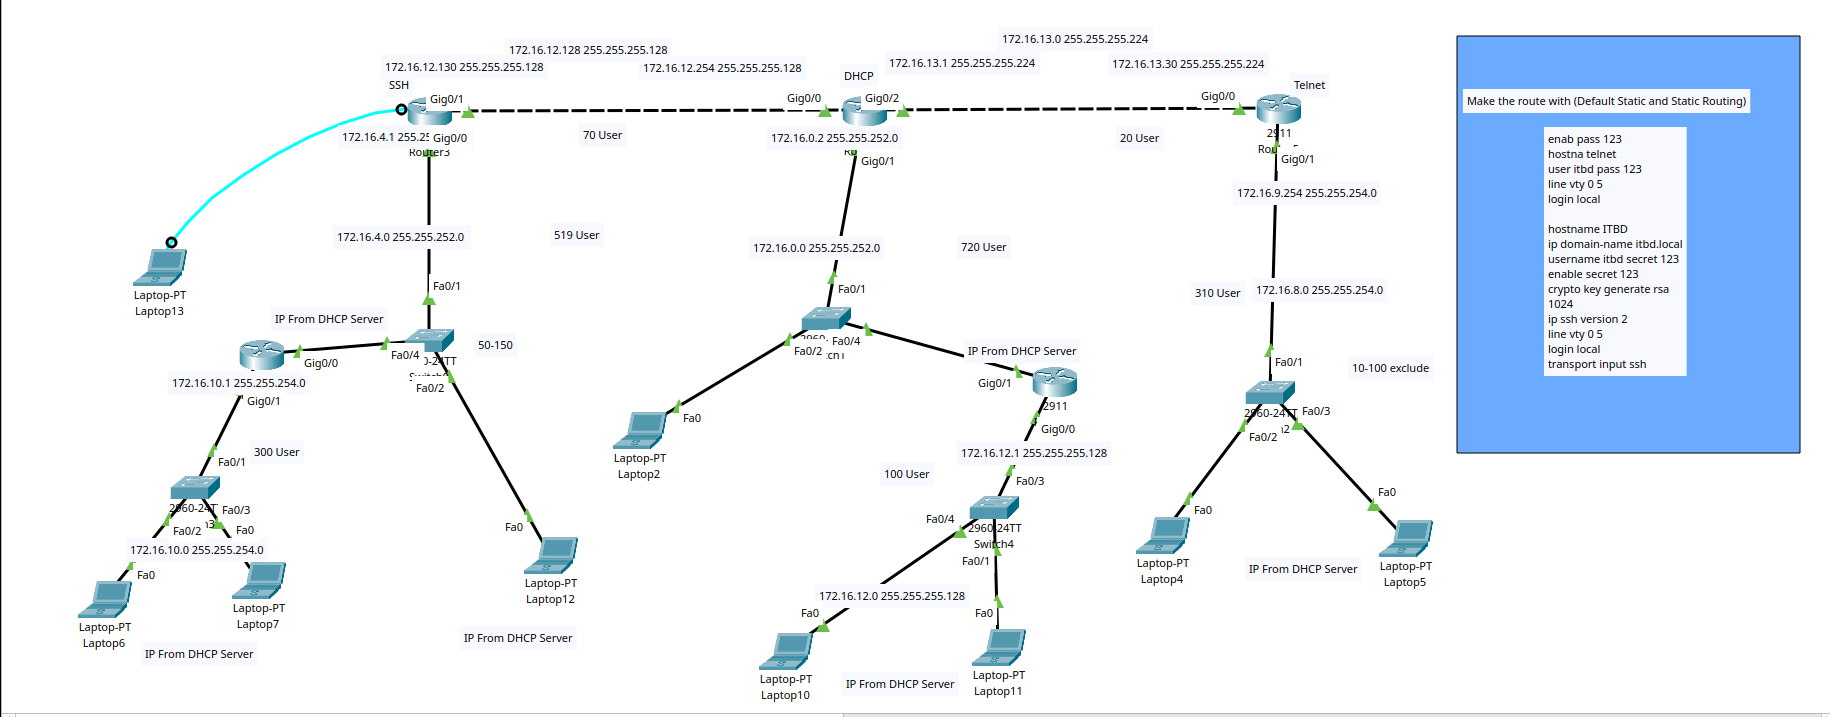 172.16.13.0 255.255.255.224
172.16.12.128 255.255.255.128
172.16.12.130 255.255.255.128
172.16.12.254 255.255.255.128
172.16.13.1 255.255.255.224
172.16.13.30 255.255.255.224
SSH
DHCP
Telnet
Gig0/1
Gig0/0
Gig0/2
Gig0/0
172.16.4.1 255.2
Gig0/0
Router3
70 User
172.16.0.2 255.255.252.0
Gig0/1
20 User
2911
Gig0/1
172.16.9.254 255.255.254.0
172.16.4.0 255.255.252.0
519 User
172.16.0.0 255.255.252.0
720 User
Laptop-PT
Laptop13
Fa0/1
Fa0/1
310 User
172.16.8.0 255.255.254.0
IP From DHCP Server
50-150
Gig0/0
Fa0/4
0-24TT
Fa0/2
172.16.10.1 255.255.254.0
Gig0/1
Fa0/2
Fa0/4
IP From DHCP Server
Gig0/1
2911
Gig0/0
Fa0/1
10-100 exclude
2960-24TT
Fa0/3
Fa0/2
Fa0
Laptop-PT
Laptop2
300 User
Fa0/1
172.16.12.1 255.255.255.128
100 User
Fa0/3
Fa0/4
2960-24TT
Switch4
Fa0/1
2960-24T
Fa0/3
Fa0/2
Fa0
172.16.10.0 255.255.254.0
Fa0
Laptop-PT
Laptop6
Laptop-PT
Laptop7
IP From DHCP Server
Fa0
Laptop-PT
Laptop12
IP From DHCP Server
172.16.12.0 255.255.255.128
Fa0
Fa0
Laptop-PT
Laptop10
Laptop-PT
Laptop11
IP From DHCP Server
Fa0
Fa0
Laptop-PT
Laptop4
IP From DHCP Server
Laptop-PT
Laptop5
Make the route with (Default Static and Static Routing)
enab pass 123
hostna telnet
user itbd pass 123
line vty 0 5
login local
hostname ITBD
ip domain-name itbd.local
username itbd secret 123
enable secret 123
crypto key generate rsa
1024
ip ssh version 2
line vty 0 5
login local
transport input ssh